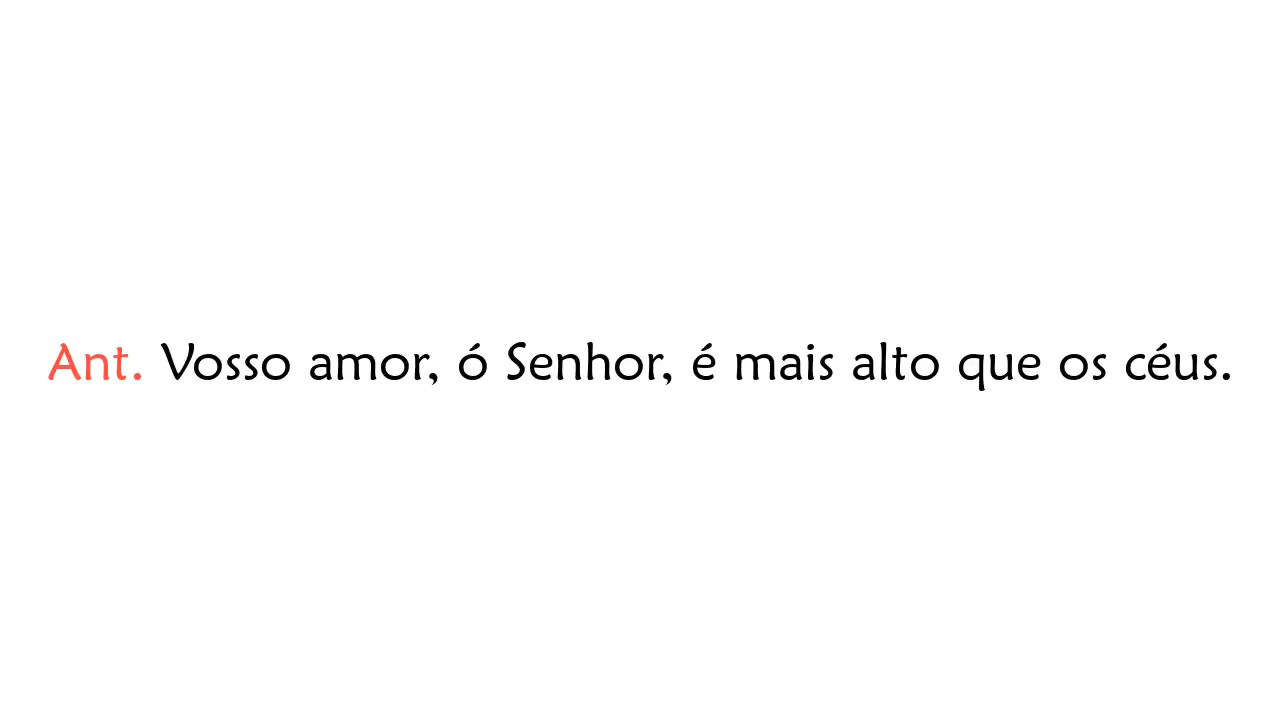 Ant. Vosso amor, ó Senhor, é mais alto que os céus.